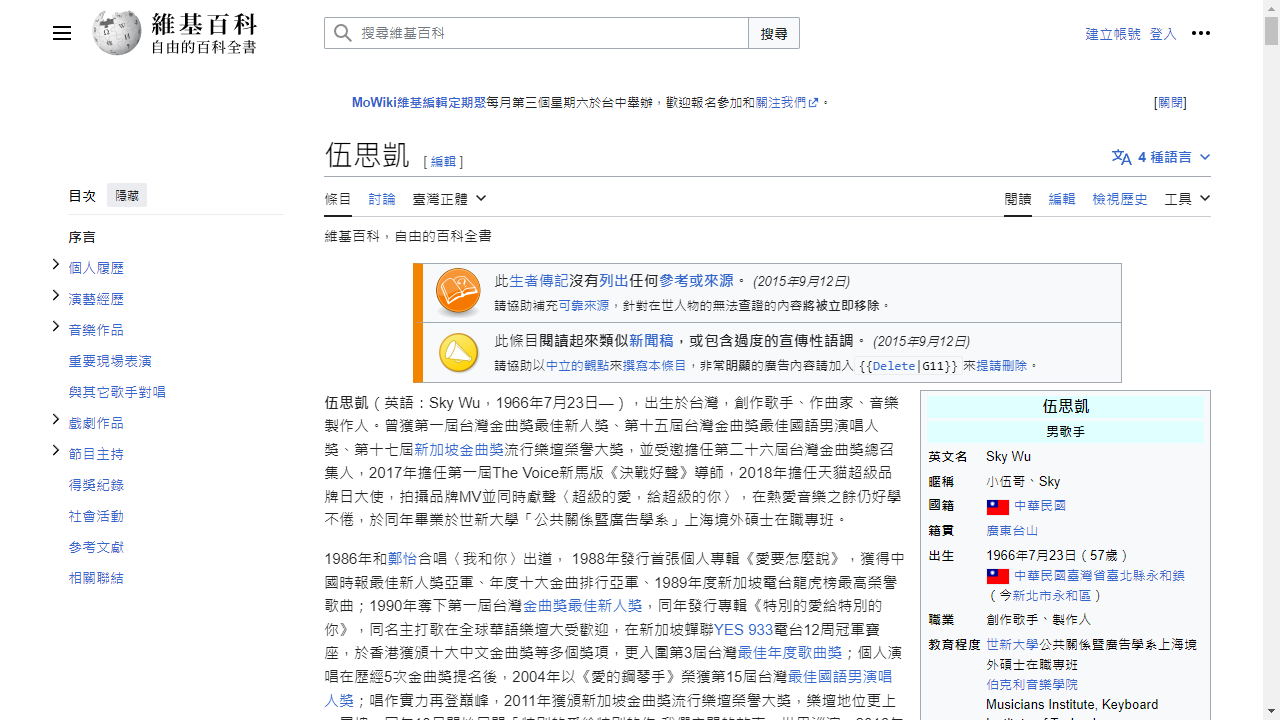 維基百科
自由的百科全書
搜尋維基百科
搜尋
建立帳號 登入
MoWiki維基編輯定期聚每月第三個星期六於台中舉辦，歡迎報名參加和關注我們。
[關閉]
伍思凱 [ 編輯 ]
4 種語言
目次 隱藏
序言
個人履歷
演藝經歷
音樂作品
重要現場表演
與其它歌手對唱
戲劇作品
節目主持
得獎紀錄
社會活動
參考文獻
相關聯結
條目 討論 臺灣正體
閱讀 編輯 檢視歷史 工具
維基百科，自由的百科全書
此生者傳記沒有列出任何參考或來源。 (2015年9月12日)
請協助補充可靠來源，針對在世人物的無法查證的內容將被立即移除。
此條目閱讀起來類似新聞稿，或包含過度的宣傳性語調。 (2015年9月12日)
請協助以中立的觀點來撰寫本條目，非常明顯的廣告內容請加入 {{Delete|G11}} 來提請刪除。
伍思凱（英語：Sky Wu，1966年7月23日—），出生於台灣，創作歌手、作曲家、音樂
製作人。曾獲第一屆台灣金曲獎最佳新人獎、第十五屆台灣金曲獎最佳國語男演唱人
獎、第十七屆新加坡金曲獎流行樂壇榮譽大獎，並受邀擔任第二十六屆台灣金曲獎總召
集人，2017年擔任第一屆The Voice新馬版《決戰好聲》導師，2018年擔任天貓超級品
牌日大使，拍攝品牌MV並同時獻聲〈超級的愛，給超級的你〉，在熱愛音樂之餘仍好學
不倦，於同年畢業於世新大學「公共關係暨廣告學系」上海境外碩士在職專班。
1986年和鄭怡合唱〈我和你〉出道， 1988年發行首張個人專輯《愛要怎麼說》，獲得中
國時報最佳新人獎亞軍、年度十大金曲排行亞軍、1989年度新加坡電台龍虎榜最高榮譽
歌曲；1990年奪下第一屆台灣金曲獎最佳新人獎，同年發行專輯《特別的愛給特別的
你》，同名主打歌在全球華語樂壇大受歡迎，在新加坡蟬聯YES 933電台12周冠軍寶
座，於香港獲頒十大中文金曲獎等多個獎項，更入圍第3屆台灣最佳年度歌曲獎；個人演
唱在歷經5次金曲獎提名後，2004年以《愛的鋼琴手》榮獲第15屆台灣最佳國語男演唱
人獎；唱作實力再登巔峰，2011年獲頒新加坡金曲獎流行樂壇榮譽大獎，樂壇地位更上
伍思凱
男歌手
英文名 Sky Wu
暱稱 小伍哥、Sky
國籍 中華民國
籍貫 廣東台山
出生 1966年7月23日（57歲）
中華民國臺灣省臺北縣永和鎮
（今新北市永和區）
職業 創作歌手、製作人
教育程度 世新大學公共關係暨廣告學系上海境
外碩士在職專班
伯克利音樂學院
Musicians Institute, Keyboard